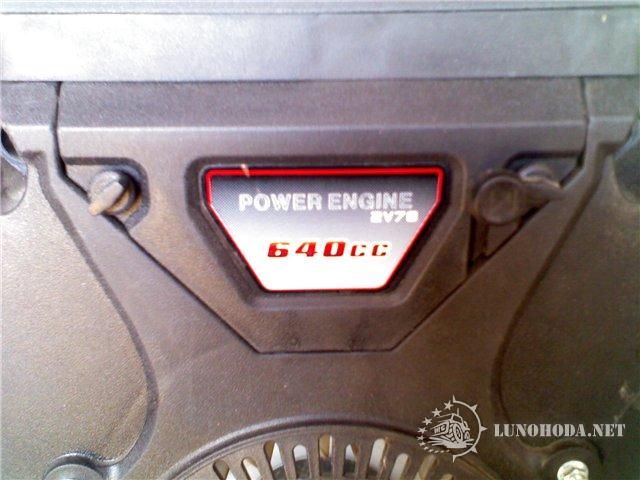 POWER ENGINE
2V78
640CC
LUNOHODA.NET